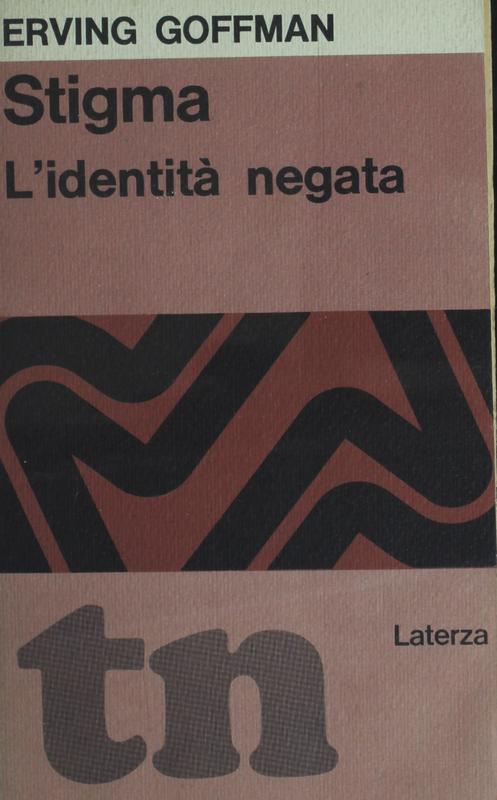 ERVING GOFFMAN
Stigma
L'identità negata
Laterza
tn